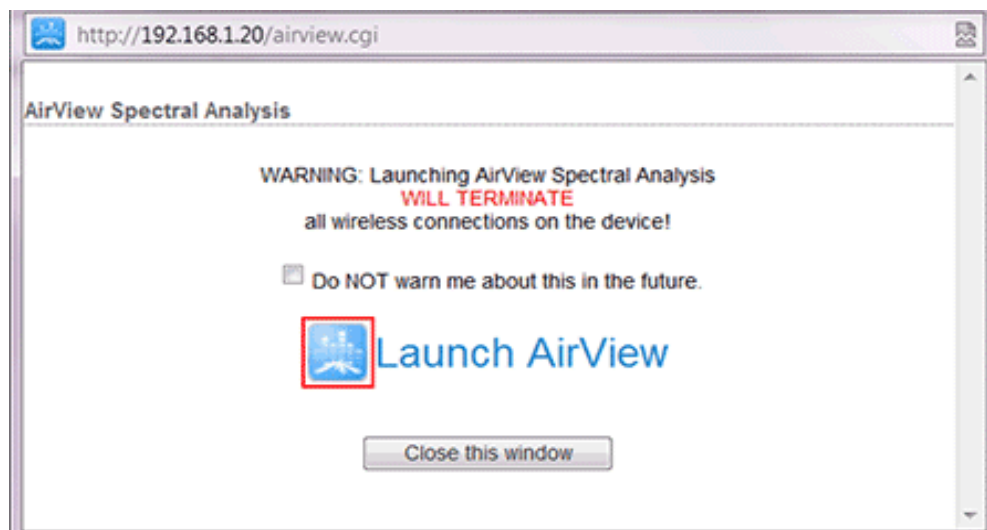 http://192.168.1.20/airview.cgi
AirView Spectral Analysis
WARNING: Launching AirView Spectral Analysis
WILL TERMINATE
all wireless connections on the device!
Do NOT warn me about this in the future.
Launch AirView
Close this window